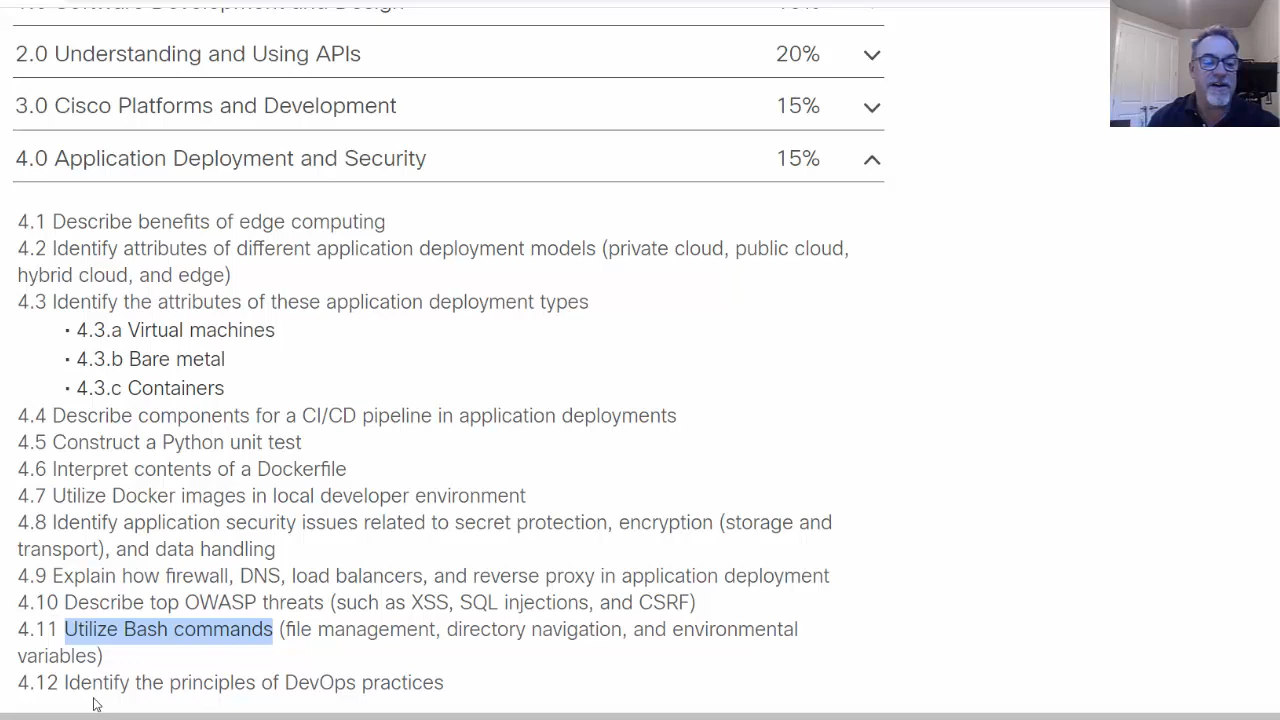 1.0 Software Development and Design 15%
2.0 Understanding and Using APIs 20%
3.0 Cisco Platforms and Development 15%
4.0 Application Deployment and Security 15%
4.1 Describe benefits of edge computing
4.2 Identify attributes of different application deployment models (private cloud, public cloud,
hybrid cloud, and edge)
4.3 Identify the attributes of these application deployment types
· 4.3.a Virtual machines
· 4.3.b Bare metal
· 4.3.c Containers
4.4 Describe components for a CI/CD pipeline in application deployments
4.5 Construct a Python unit test
4.6 Interpret contents of a Dockerfile
4.7 Utilize Docker images in local developer environment
4.8 Identify application security issues related to secret protection, encryption (storage and
transport), and data handling
4.9 Explain how firewall, DNS, load balancers, and reverse proxy in application deployment
4.10 Describe top OWASP threats (such as XSS, SQL injections, and CSRF)
4.11 Utilize Bash commands (file management, directory navigation, and environmental
variables)
4.12 Identify the principles of DevOps practices